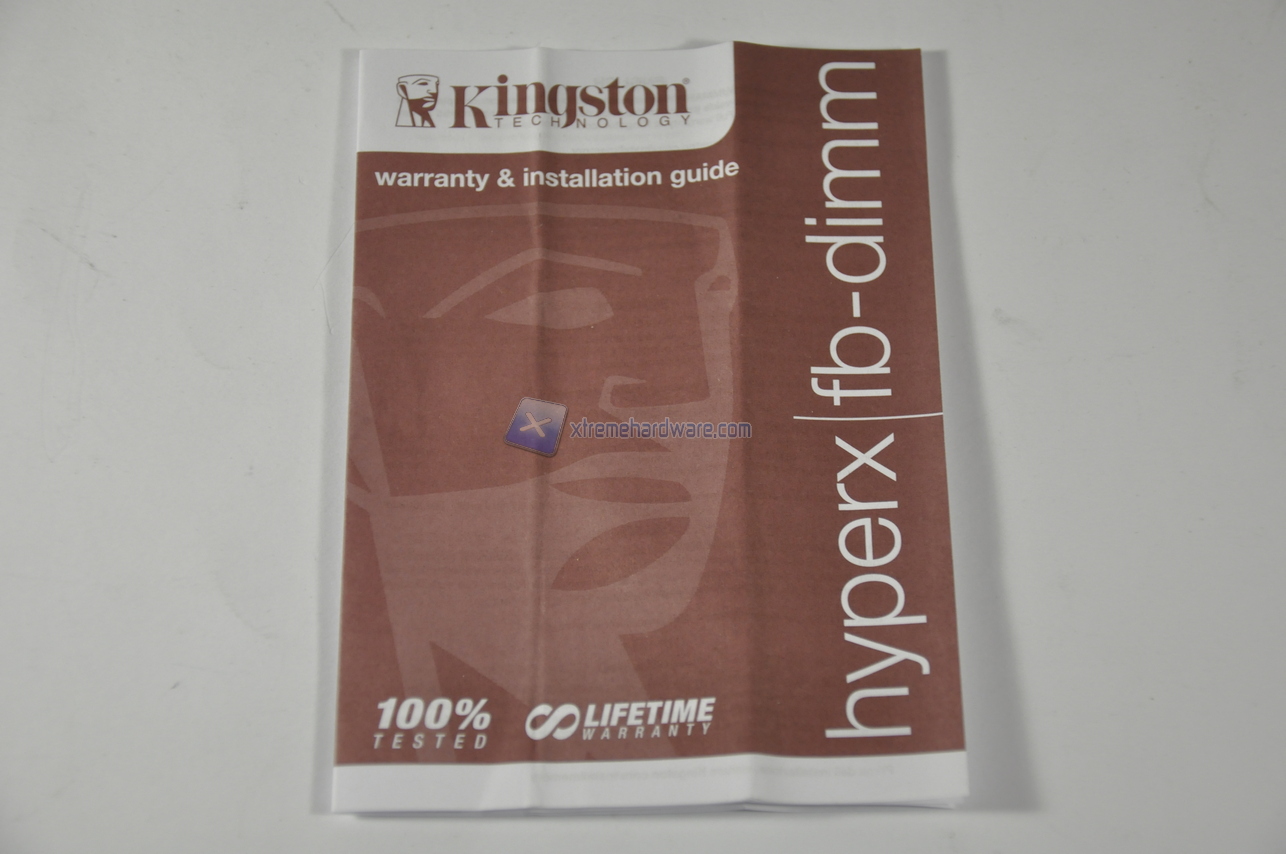 Kingston®
TECHNOLOGY
warranty & installation guide
hyperx | fb-dimm
xtremehardware.com
100%
TESTED
LIFETIME
WARRANTY